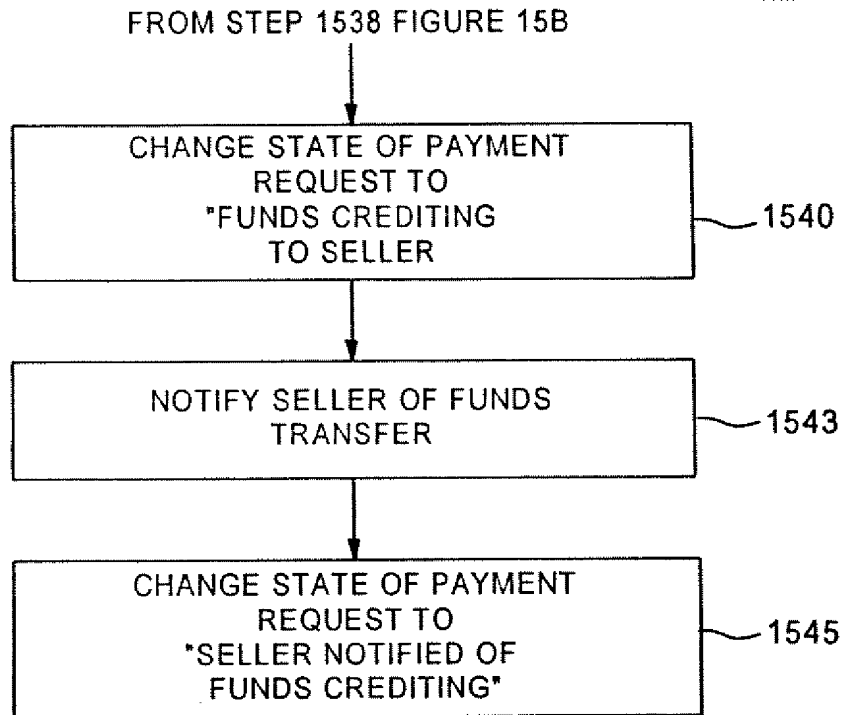 FROM STEP 1538 FIGURE 15B
CHANGE STATE OF PAYMENT
REQUEST TO
"FUNDS CREDITING
TO SELLER
1540
NOTIFY SELLER OF FUNDS
TRANSFER
1543
CHANGE STATE OF PAYMENT
REQUEST TO
"SELLER NOTIFIED OF
FUNDS CREDITING"
1545